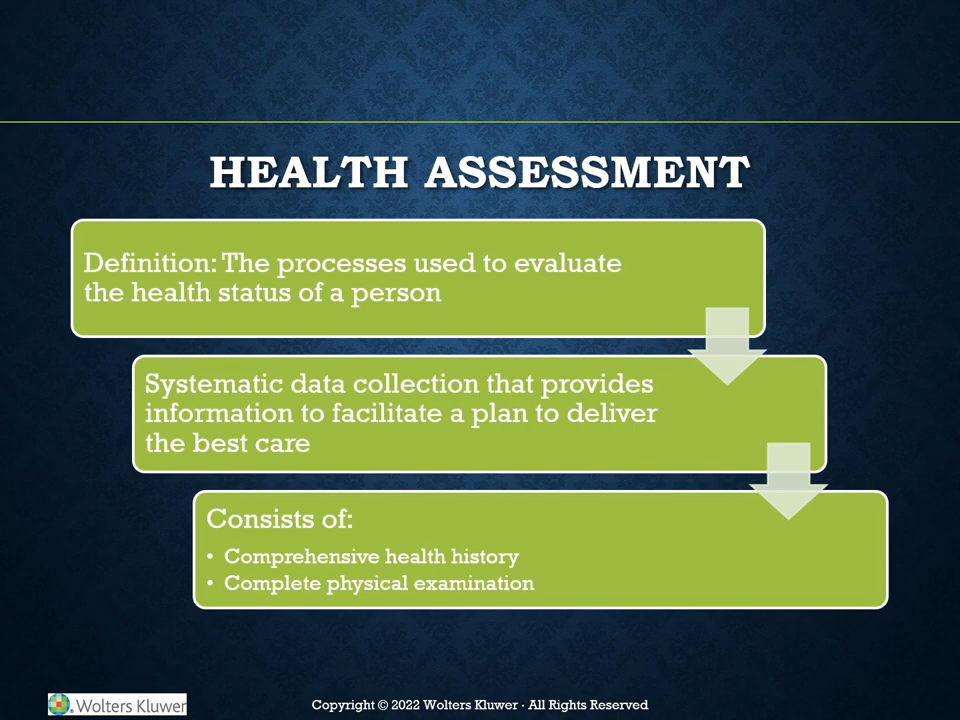 HEALTH ASSESSMENT
Definition: The processes used to evaluate
the health status of a person
Systematic data collection that provides
information to facilitate a plan to deliver
the best care
Consists of:
• Comprehensive health history
• Complete physical examination
Wolters Kluwer
Copyright © 2022 Wolters Kluwer · All Rights Reserved